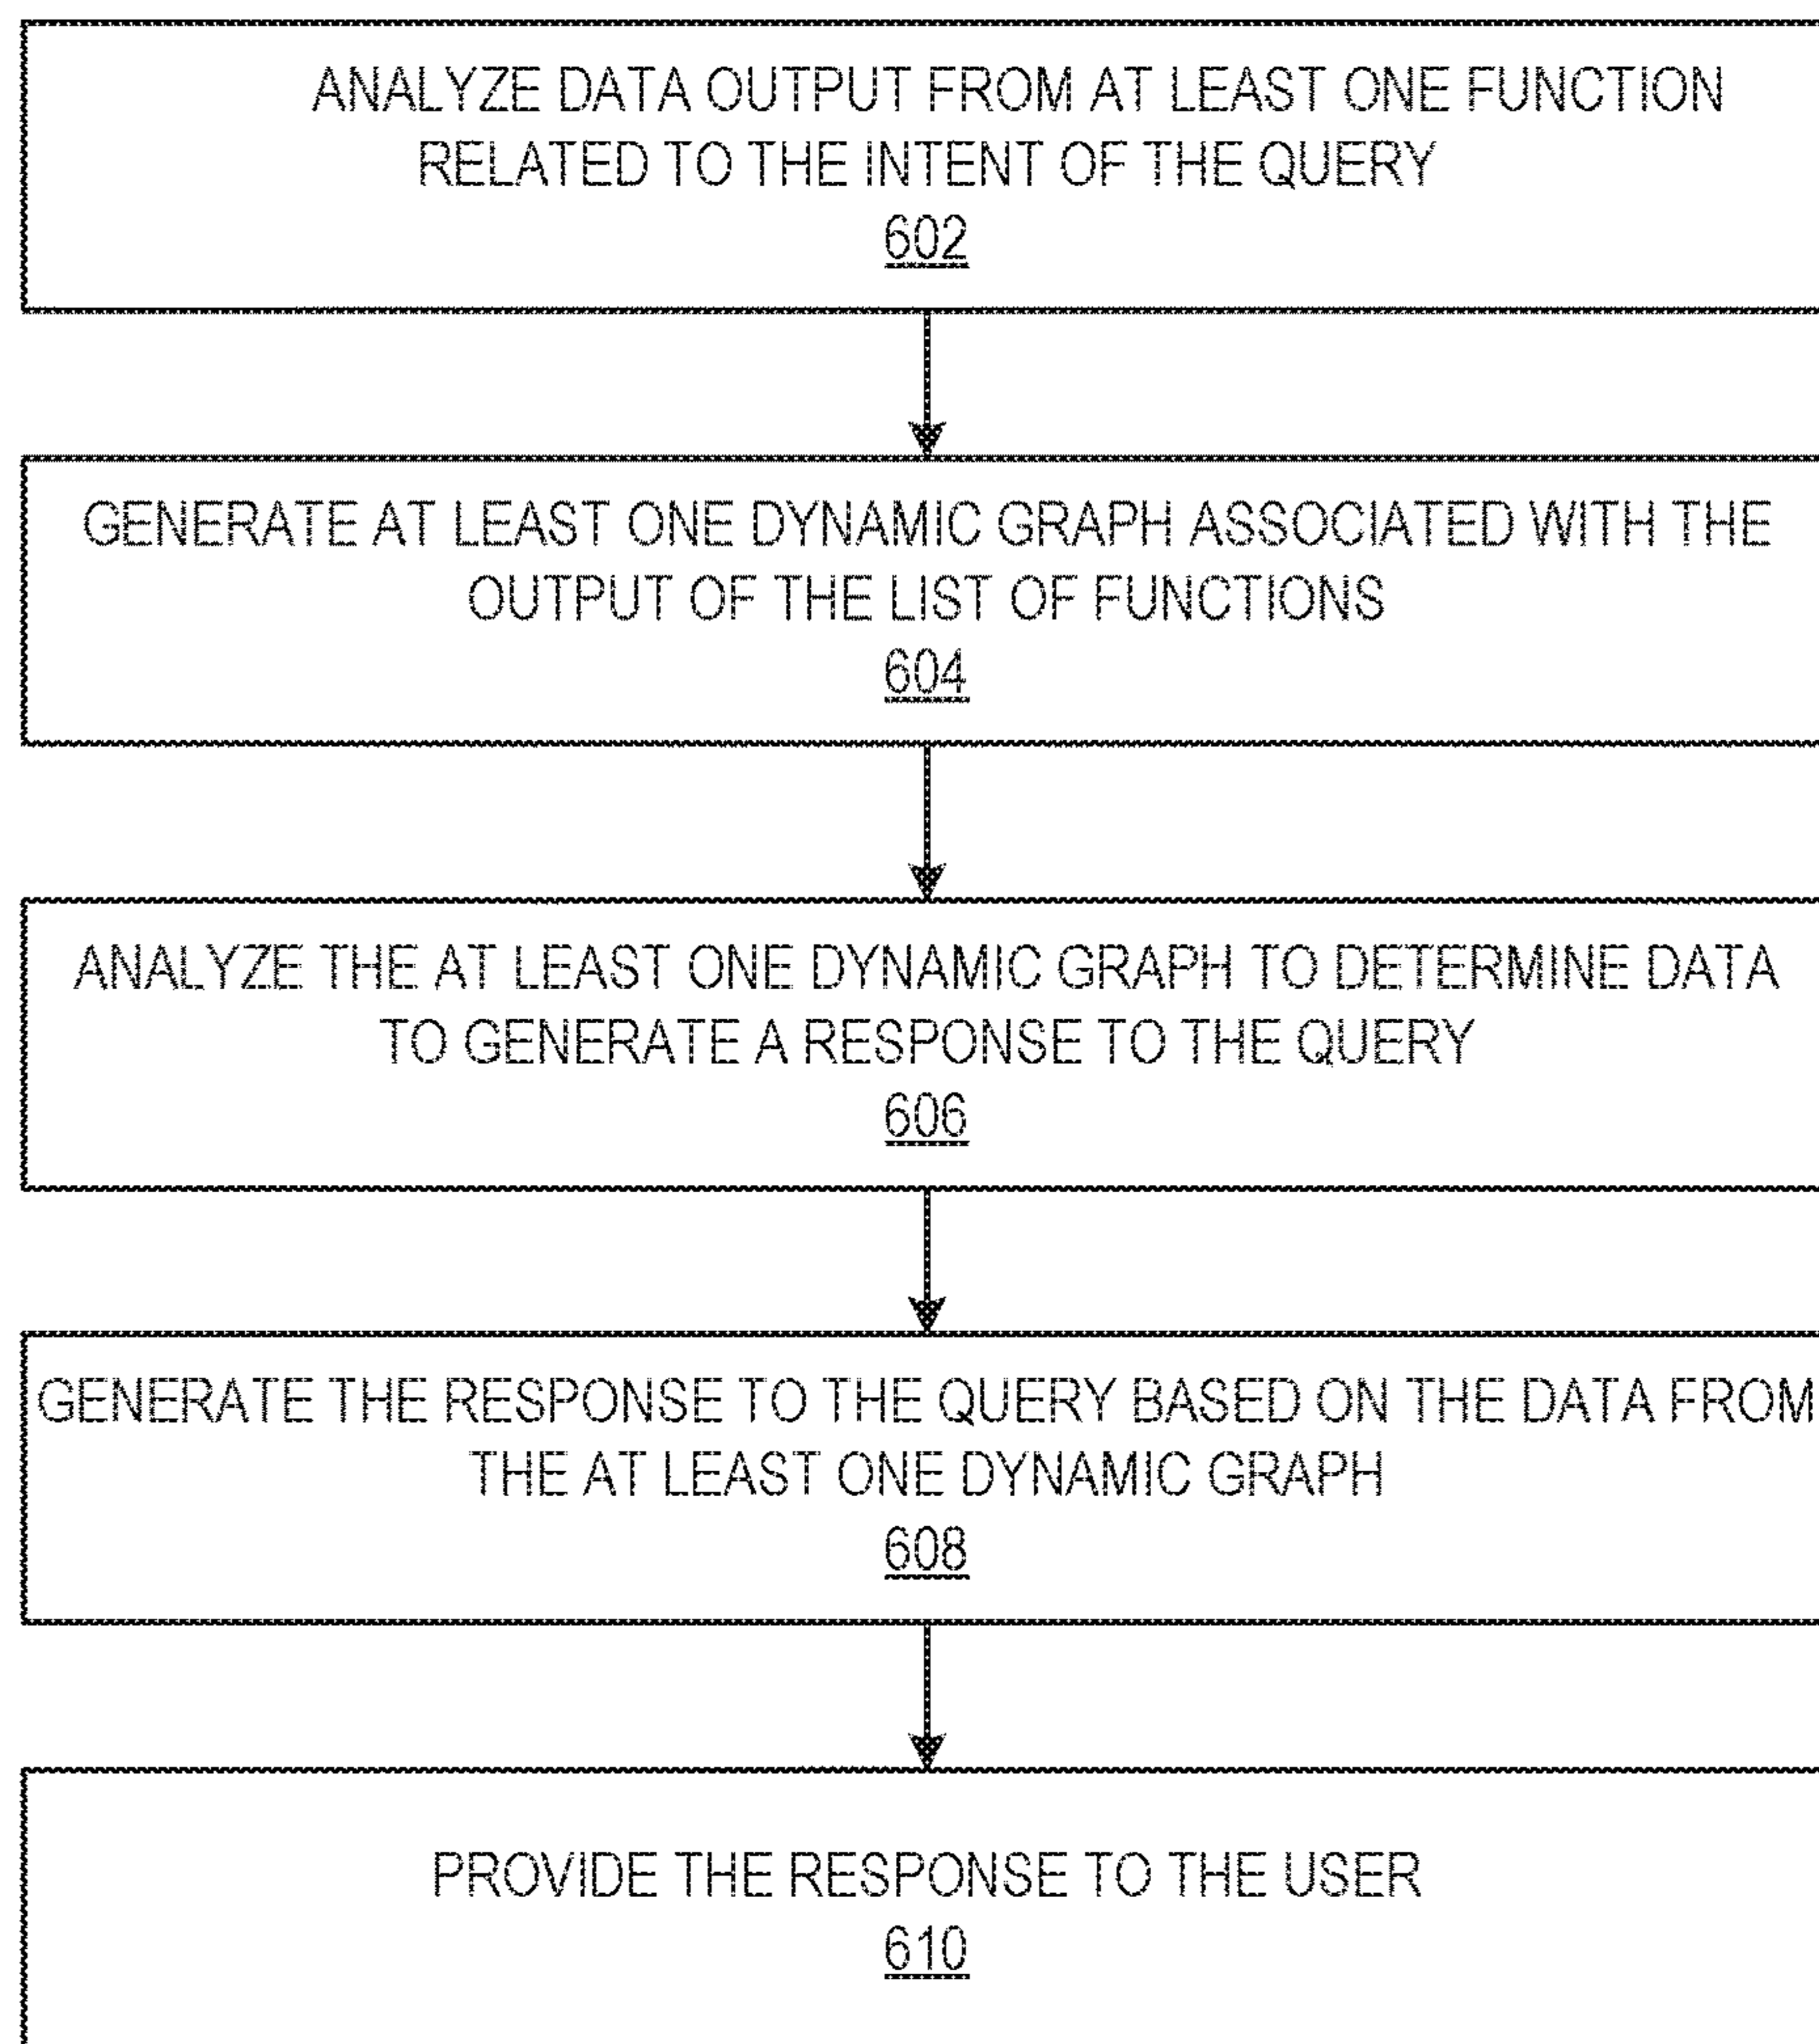 ANALYZE DATA OUTPUT FROM AT LEAST ONE FUNCTION
RELATED TO THE INTENT OF THE QUERY
602
GENERATE AT LEAST ONE DYNAMIC GRAPH ASSOCIATED WITH THE
OUTPUT OF THE LIST OF FUNCTIONS
604
ANALYZE THE AT LEAST ONE DYNAMIC GRAPH TO DETERMINE DATA
TO GENERATE A RESPONSE TO THE QUERY
606
GENERATE THE RESPONSE TO THE QUERY BASED ON THE DATA FROM
THE AT LEAST ONE DYNAMIC GRAPH
608
PROVIDE THE RESPONSE TO THE USER
610